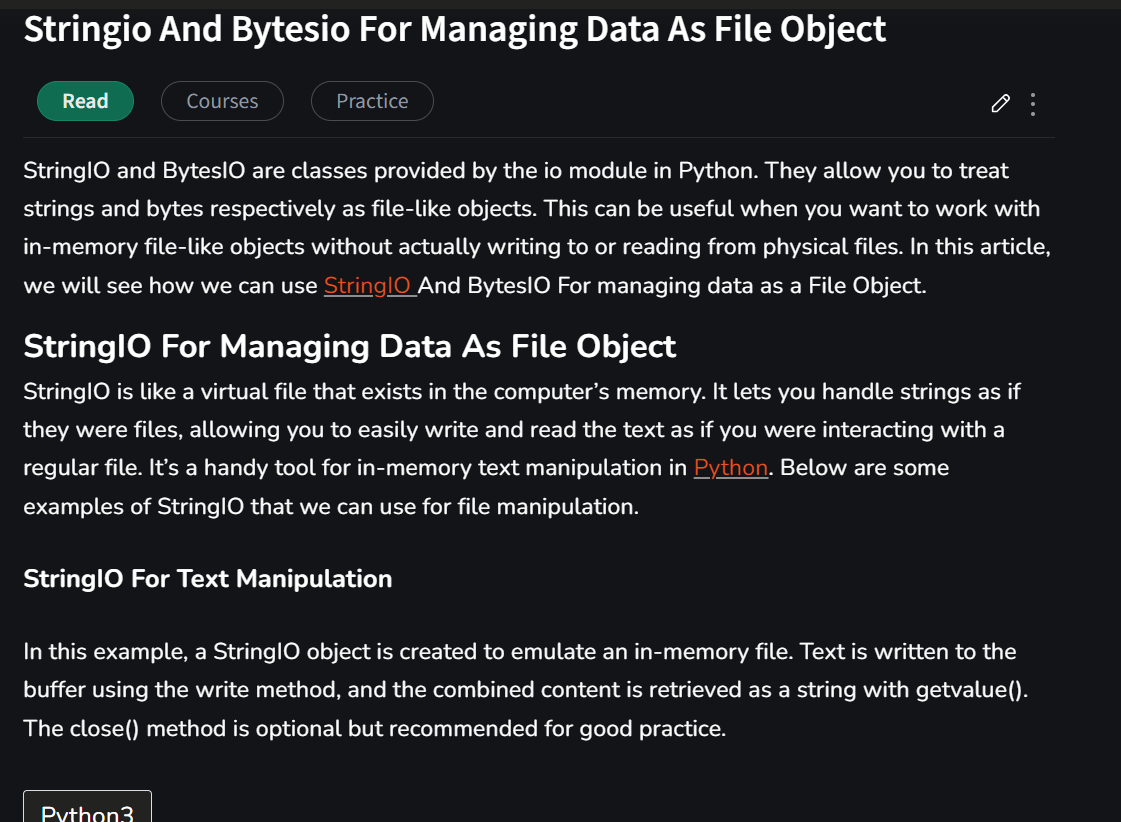 Stringio And Bytesio For Managing Data As File Object
Read
Courses
Practice
StringIO and BytesIO are classes provided by the io module in Python. They allow you to treat
strings and bytes respectively as file-like objects. This can be useful when you want to work with
in-memory file-like objects without actually writing to or reading from physical files. In this article,
we will see how we can use StringIO And BytesIO For managing data as a File Object.
StringIO For Managing Data As File Object
StringIO is like a virtual file that exists in the computer’s memory. It lets you handle strings as if
they were files, allowing you to easily write and read the text as if you were interacting with a
regular file. It’s a handy tool for in-memory text manipulation in Python. Below are some
examples of StringIO that we can use for file manipulation.
StringIO For Text Manipulation
In this example, a StringIO object is created to emulate an in-memory file. Text is written to the
buffer using the write method, and the combined content is retrieved as a string with getvalue().
The close() method is optional but recommended for good practice.
Python3